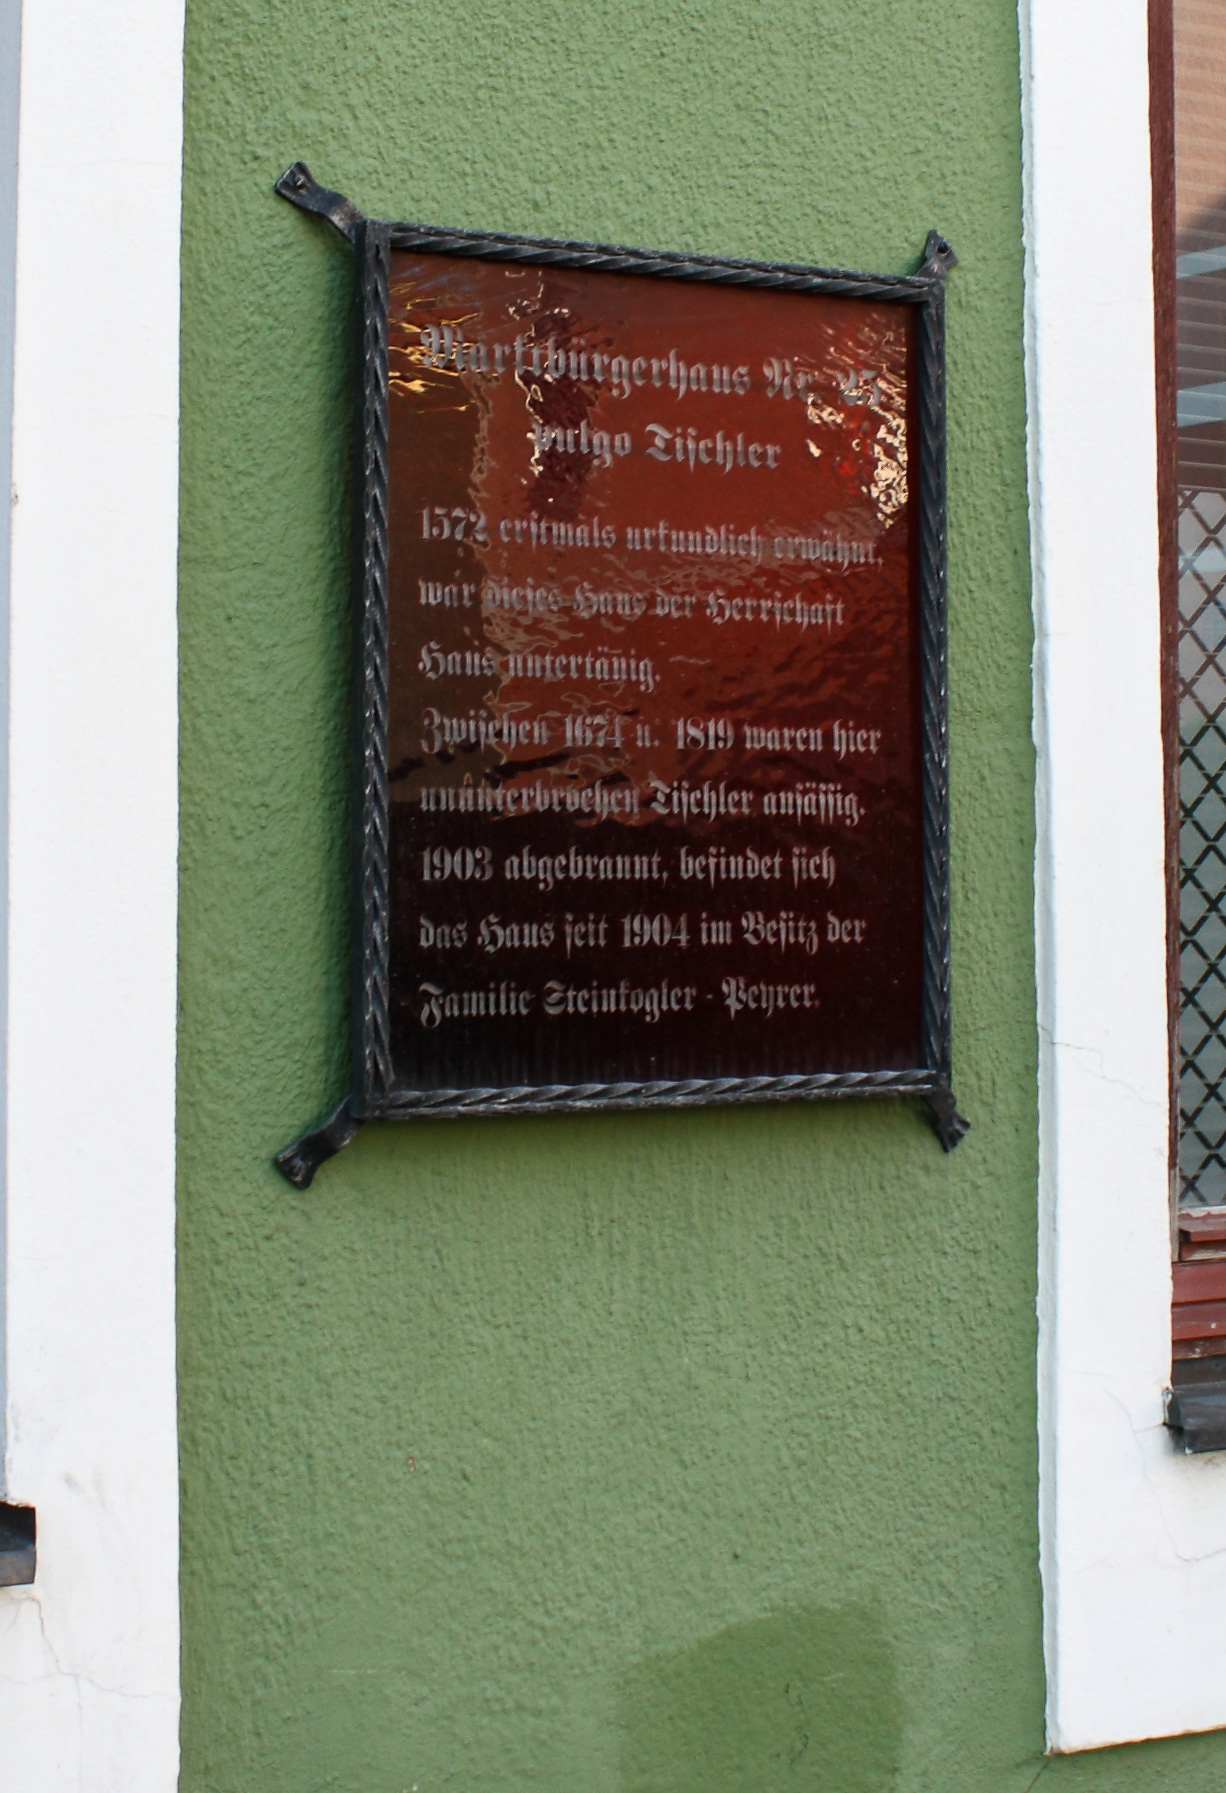 Marktbürgerhaus Nr. 25
vulgo Tischler
1572 erstmals urkundlich erwähnt,
war dieses Haus der Herrschaft
Haus untertänig.
Zwischen 1674 u. 1819 waren hier
ununterbrochen Tischler ansässig.
1903 abgebrannt, befindet sich
das Haus seit 1904 im Besitz der
Familie Steinkogler - Peyrer.